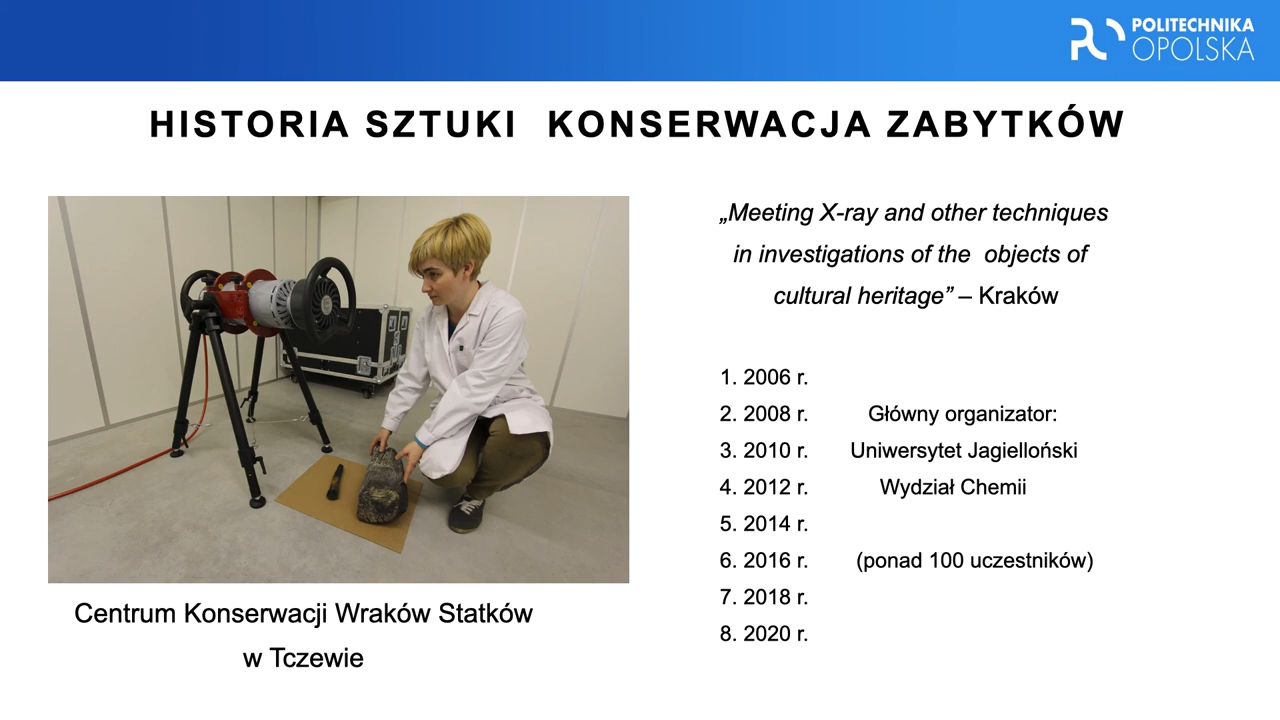 POLITECHNIKA
OPOLSKA
HISTORIA SZTUKI KONSERWACJA ZABYTKÓW
„Meeting X-ray and other techniques
in investigations of the objects of
cultural heritage” – Kraków
1. 2006 r.
2. 2008 r. Główny organizator:
3. 2010 r. Uniwersytet Jagielloński
4. 2012 r. Wydział Chemii
5. 2014 r.
6. 2016 r. (ponad 100 uczestników)
7. 2018 r.
8. 2020 r.
Centrum Konserwacji Wraków Statków
w Tczewie